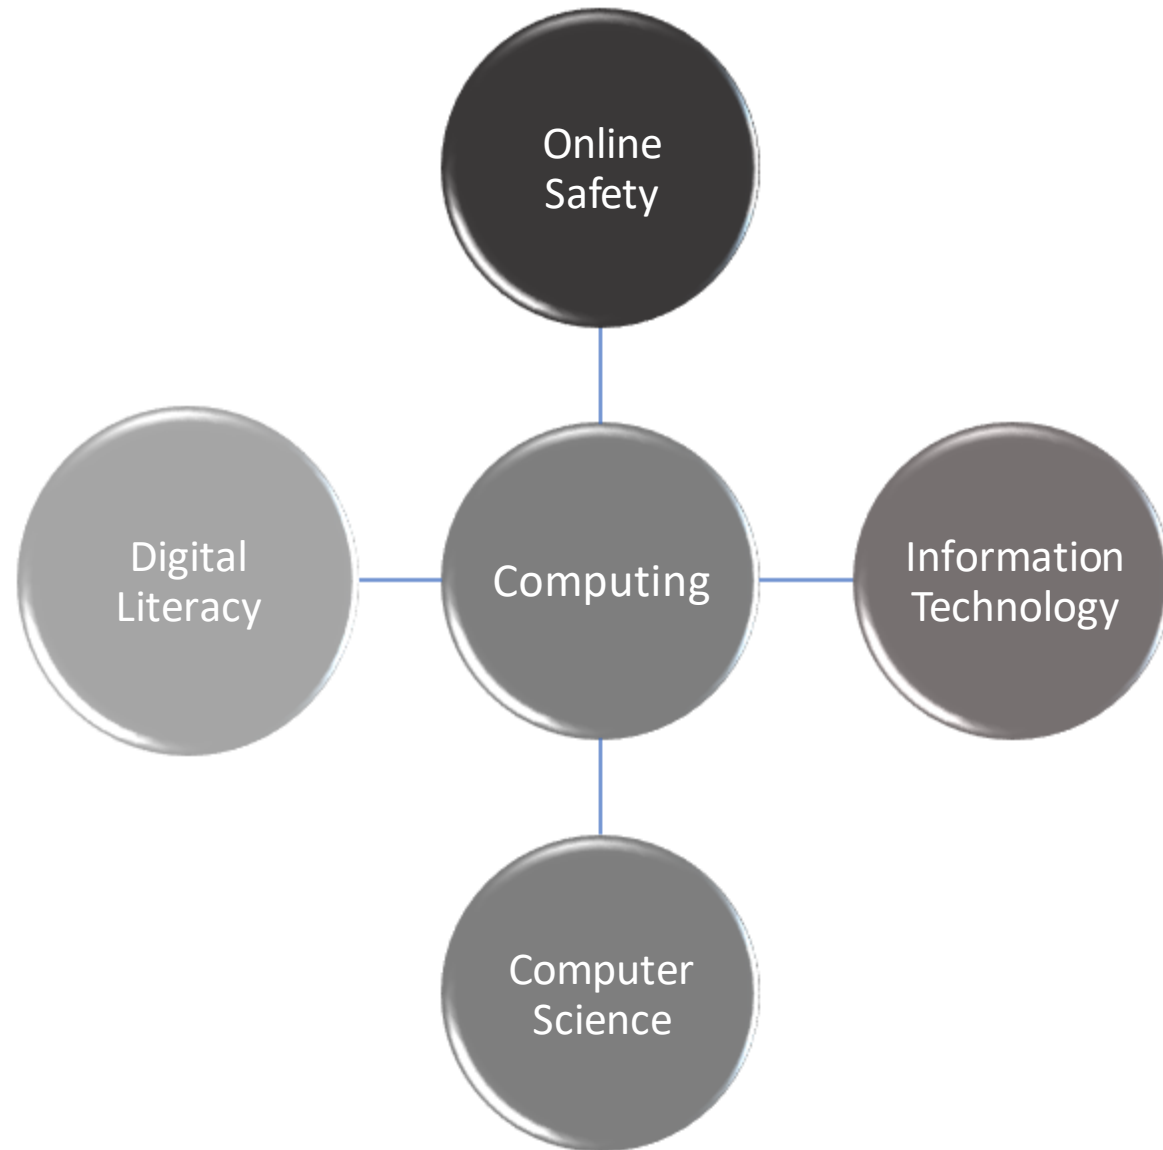 Online
Safety
Digital
Literacy
Computing
Information
Technology
Computer
Science